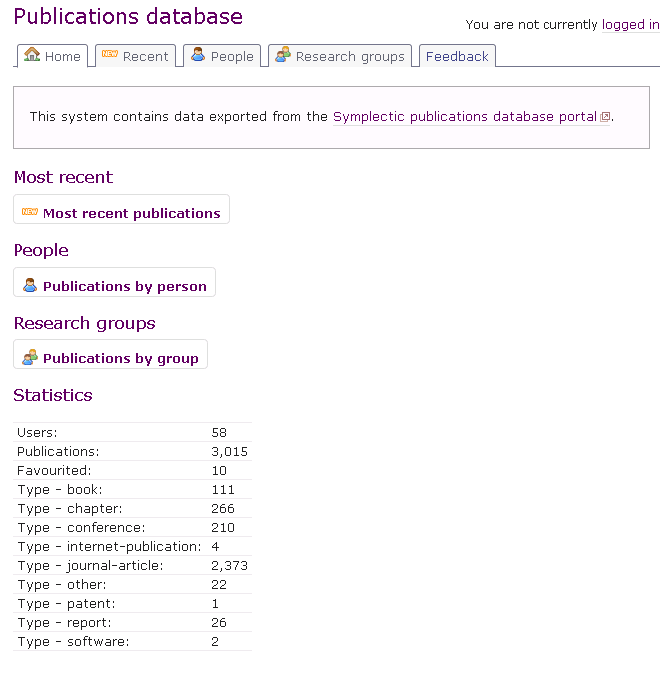 Publications database
You are not currently logged in
Home NEW Recent People Research groups Feedback
This system contains data exported from the Symplectic publications database portal.
Most recent
NEW Most recent publications
People
Publications by person
Research groups
Publications by group
Statistics
Users: 58
Publications: 3,015
Favourited: 10
Type - book: 111
Type - chapter: 266
Type - conference: 210
Type - internet-publication: 4
Type - journal-article: 2,373
Type - other: 22
Type - patent: 1
Type - report: 26
Type - software: 2